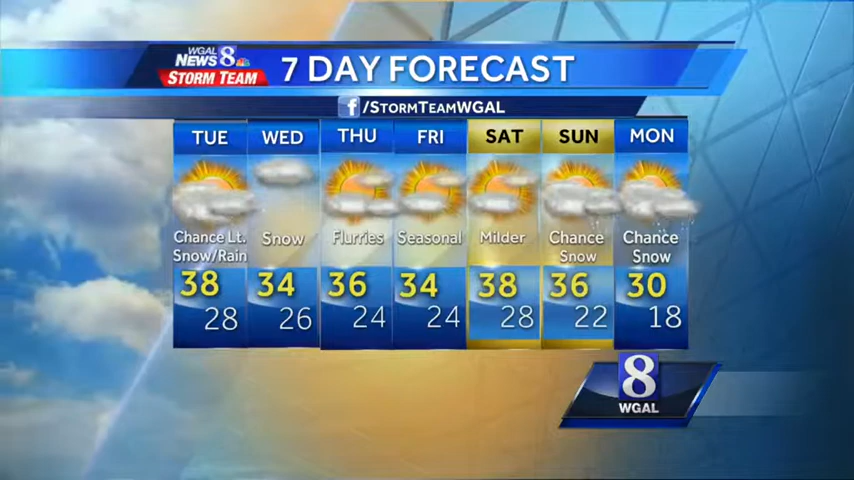 WGAL
NEWS 8
STORM TEAM
7 DAY FORECAST
f /STORMTEAMWGAL
TUE WED THU FRI SAT SUN MON
Chance Lt. Snow Flurries Seasonal Milder Chance Chance
Snow/Rain Snow Snow
38 34 36 34 38 36 30
28 26 24 24 28 22 18
8
WGAL